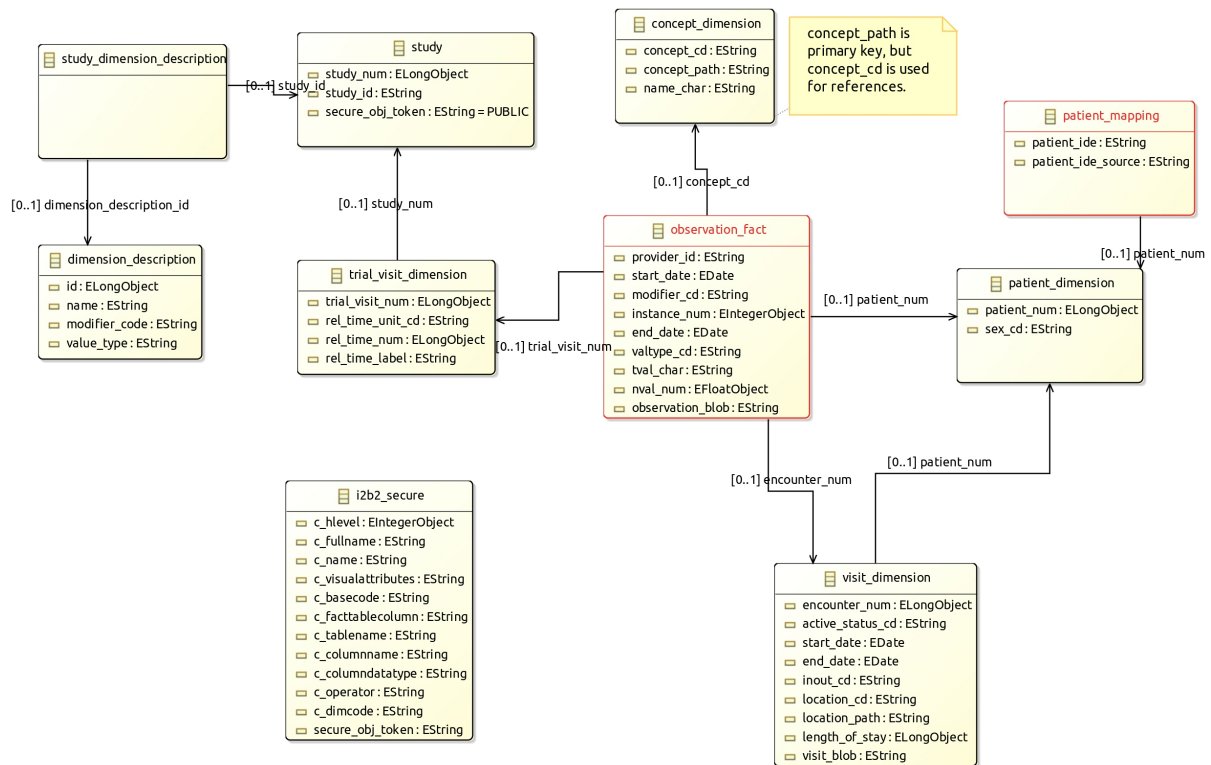 study_dimension_description
[0..1] study_id
[0..1] dimension_description_id
dimension_description
id : ELongObject
name : EString
modifier_code : EString
value_type : EString
study
study_num : ELongObject
study_id : EString
secure_obj_token : EString = PUBLIC
[0..1] study_num
trial_visit_dimension
trial_visit_num : ELongObject
rel_time_unit_cd : EString
rel_time_num : ELongObject
rel_time_label : EString
[0..1] trial_visit_num
concept_dimension
concept_cd : EString
concept_path : EString
name_char : EString
concept_path is
primary key, but
concept_cd is used
for references.
[0..1] concept_cd
observation_fact
provider_id : EString
start_date : EDate
modifier_cd : EString
instance_num : EIntegerObject
end_date : EDate
valtype_cd : EString
tval_char : EString
nval_num : EFloatObject
observation_blob : EString
patient_mapping
patient_ide : EString
patient_ide_source : EString
[0..1] patient_num
[0..1] patient_num
patient_dimension
patient_num : ELongObject
sex_cd : EString
[0..1] encounter_num
[0..1] patient_num
i2b2_secure
c_hlevel : EIntegerObject
c_fullname : EString
c_name : EString
c_visualattributes : EString
c_basecode : EString
c_facttablecolumn : EString
c_tablename : EString
c_columnname : EString
c_columndatatype : EString
c_operator : EString
c_dimcode : EString
secure_obj_token : EString
visit_dimension
encounter_num : ELongObject
active_status_cd : EString
start_date : EDate
end_date : EDate
inout_cd : EString
location_cd : EString
location_path : EString
length_of_stay : ELongObject
visit_blob : EString